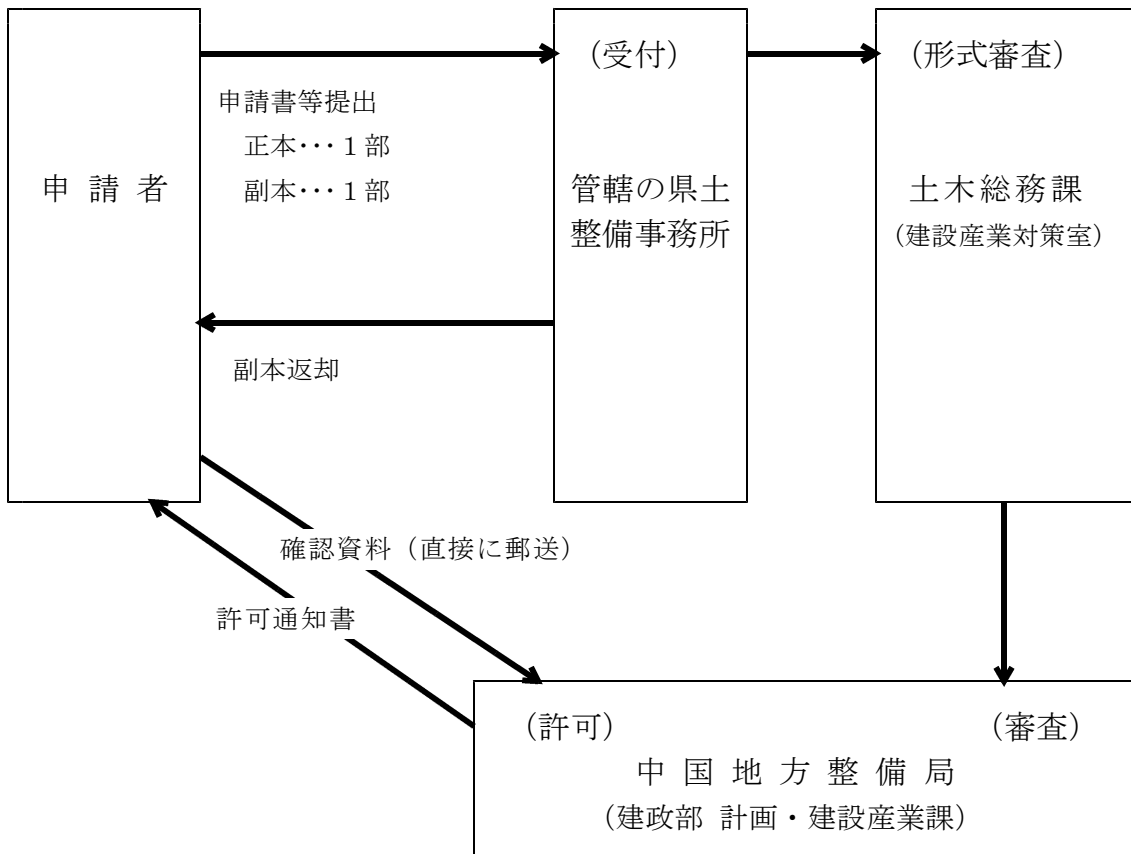 申請者
申請書等提出
正本･･･１部
副本･･･１部
副本返却
（受付）
管轄の県土
整備事務所
（形式審査）
土木総務課
（建設産業対策室）
確認資料（直接に郵送）
許可通知書
（許可）
（審査）
中国地方整備局
（建政部 計画・建設産業課）